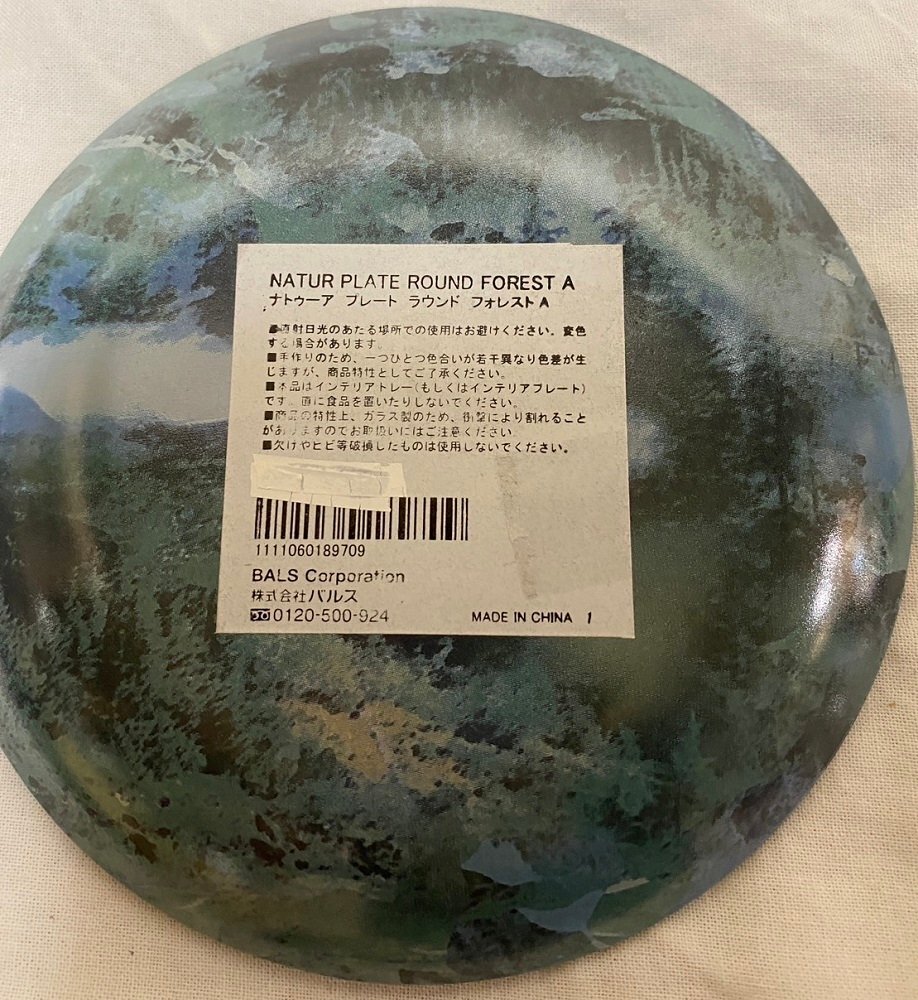 NATUR PLATE ROUND FOREST A
ナトゥーア プレート ラウンド フォレスト A
■直射日光のあたる場所での使用はお避けください。変色
する場合があります。
■手作りのため、一つひとつ色合いが若干異なり色差が生
じますが、商品特性としてご了承ください。
■本品はインテリアトレー(もしくはインテリアプレート)
です。直に食品を置いたりしないでください。
■商品の特性上、ガラス製のため、衝撃により割れること
がありますのでお取扱いにはご注意ください。
■欠けやヒビ等破損したものは使用しないでください。
1111060189709
BALS Corporation
株式会社バルス
0120-500-924
MADE IN CHINA 1